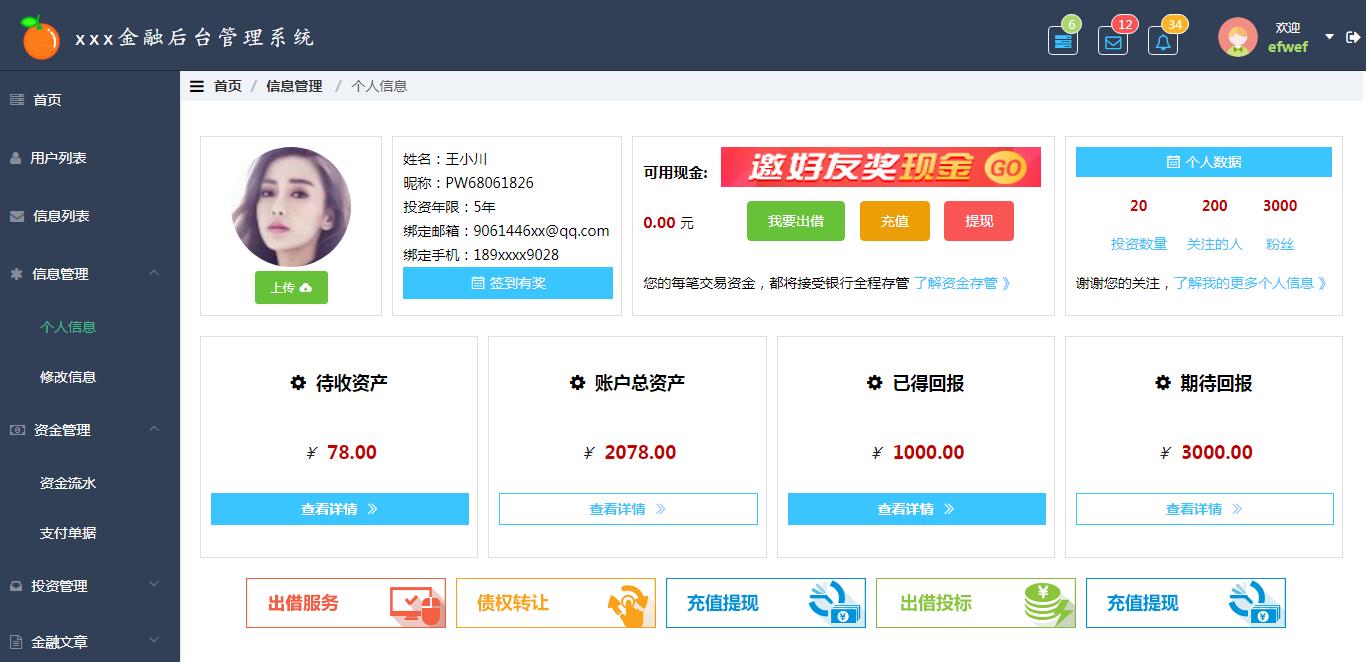 xxx金融后台管理系统
6
12
34
欢迎
efwef
首页
用户列表
信息列表
信息管理
个人信息
修改信息
资金管理
资金流水
支付单据
投资管理
金融文章
首页 / 信息管理 / 个人信息
上传
姓名：王小川
昵称：PW68061826
投资年限：5年
绑定邮箱：9061446xx@qq.com
绑定手机：189xxxx9028
签到有奖
可用现金:
邀好友奖现金 GO
0.00 元
我要出借 充值 提现
您的每笔交易资金，都将接受银行全程存管 了解资金存管 》
个人数据
20 200 3000
投资数量 关注的人 粉丝
谢谢您的关注，了解我的更多个人信息 》
待收资产
¥ 78.00
查看详情
账户总资产
¥ 2078.00
查看详情
已得回报
¥ 1000.00
查看详情
期待回报
¥ 3000.00
查看详情
出借服务
债权转让
充值提现
出借投标
充值提现